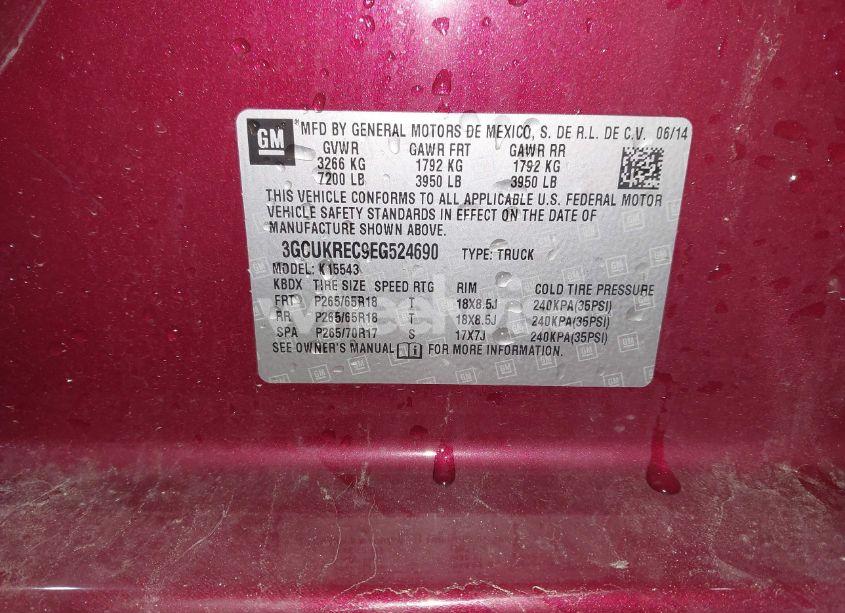 GM MFD BY GENERAL MOTORS DE MEXICO, S. DE R.L. DE C.V. 06/14
GVWR GAWR FRT GAWR RR
3266 KG 1792 KG 1792 KG
7200 LB 3950 LB 3950 LB
THIS VEHICLE CONFORMS TO ALL APPLICABLE U.S. FEDERAL MOTOR
VEHICLE SAFETY STANDARDS IN EFFECT ON THE DATE OF
MANUFACTURE SHOWN ABOVE.
3GCUKREC9EG524690 TYPE: TRUCK
MODEL: K15543
KBDX TIRE SIZE SPEED RTG RIM COLD TIRE PRESSURE
FRT P265/65R18 T 18X8.5J 240KPA(35PSI)
RR P265/65R18 T 18X8.5J 240KPA(35PSI)
SPA P265/70R17 S 17X7J 240KPA(35PSI)
SEE OWNER'S MANUAL FOR MORE INFORMATION.